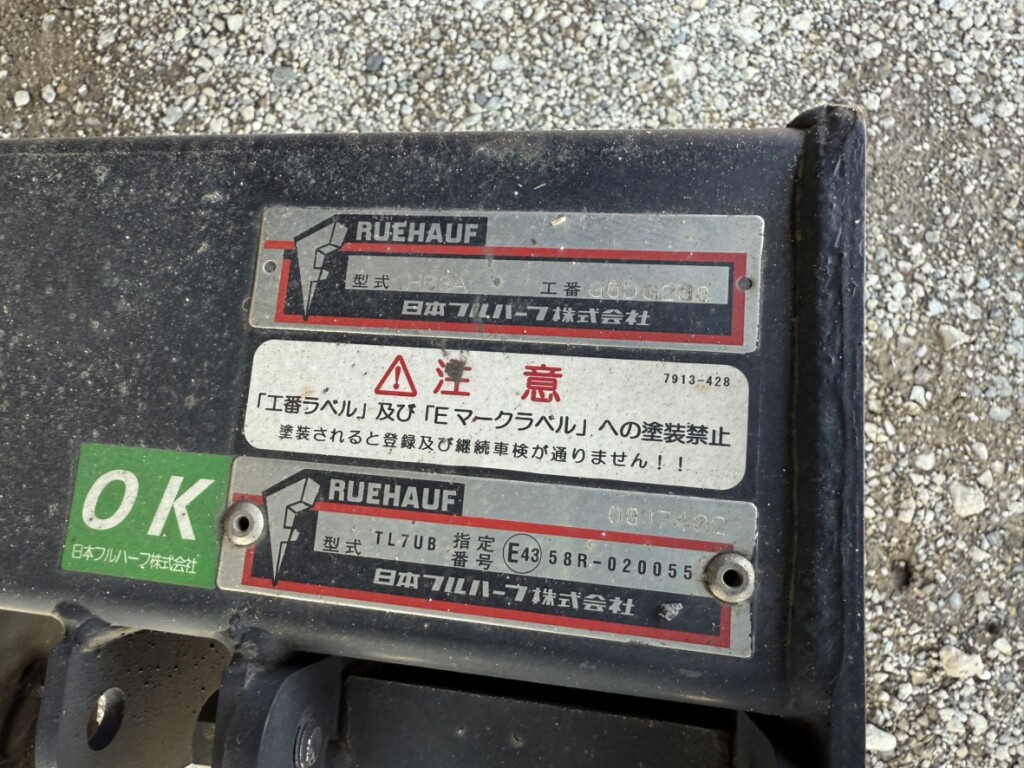 RUEHAUF
型式 工番
日本フルハーフ株式会社
注意 7913-428
「工番ラベル」及び「Eマークラベル」への塗装禁止
塗装されると登録及び継続車検が通りません!!
OK
日本フルハーフ株式会社
RUEHAUF
型式 TL7UB 指定番号 E43 58R-020055
日本フルハーフ株式会社